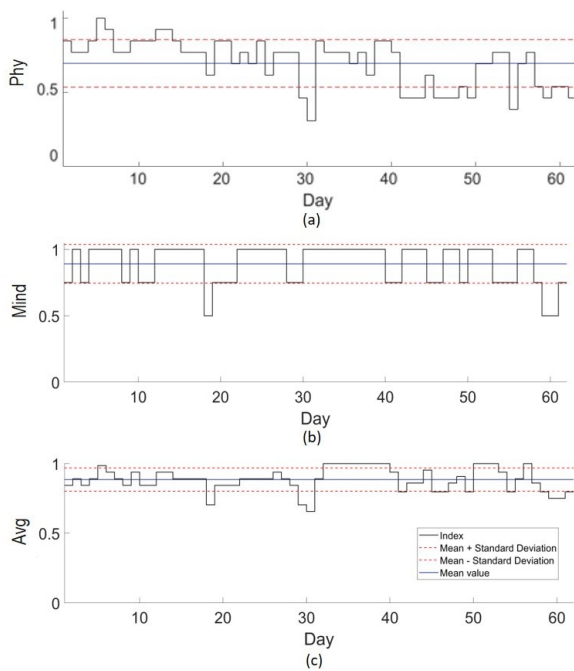 1
Phy
0.5
0
10 20 30 40 50 60
Day
(a)
1
Mind
0.5
0
10 20 30 40 50 60
Day
(b)
1
Avg
0.5
0
Index
Mean + Standard Deviation
Mean - Standard Deviation
Mean value
10 20 30 40 50 60
Day
(c)